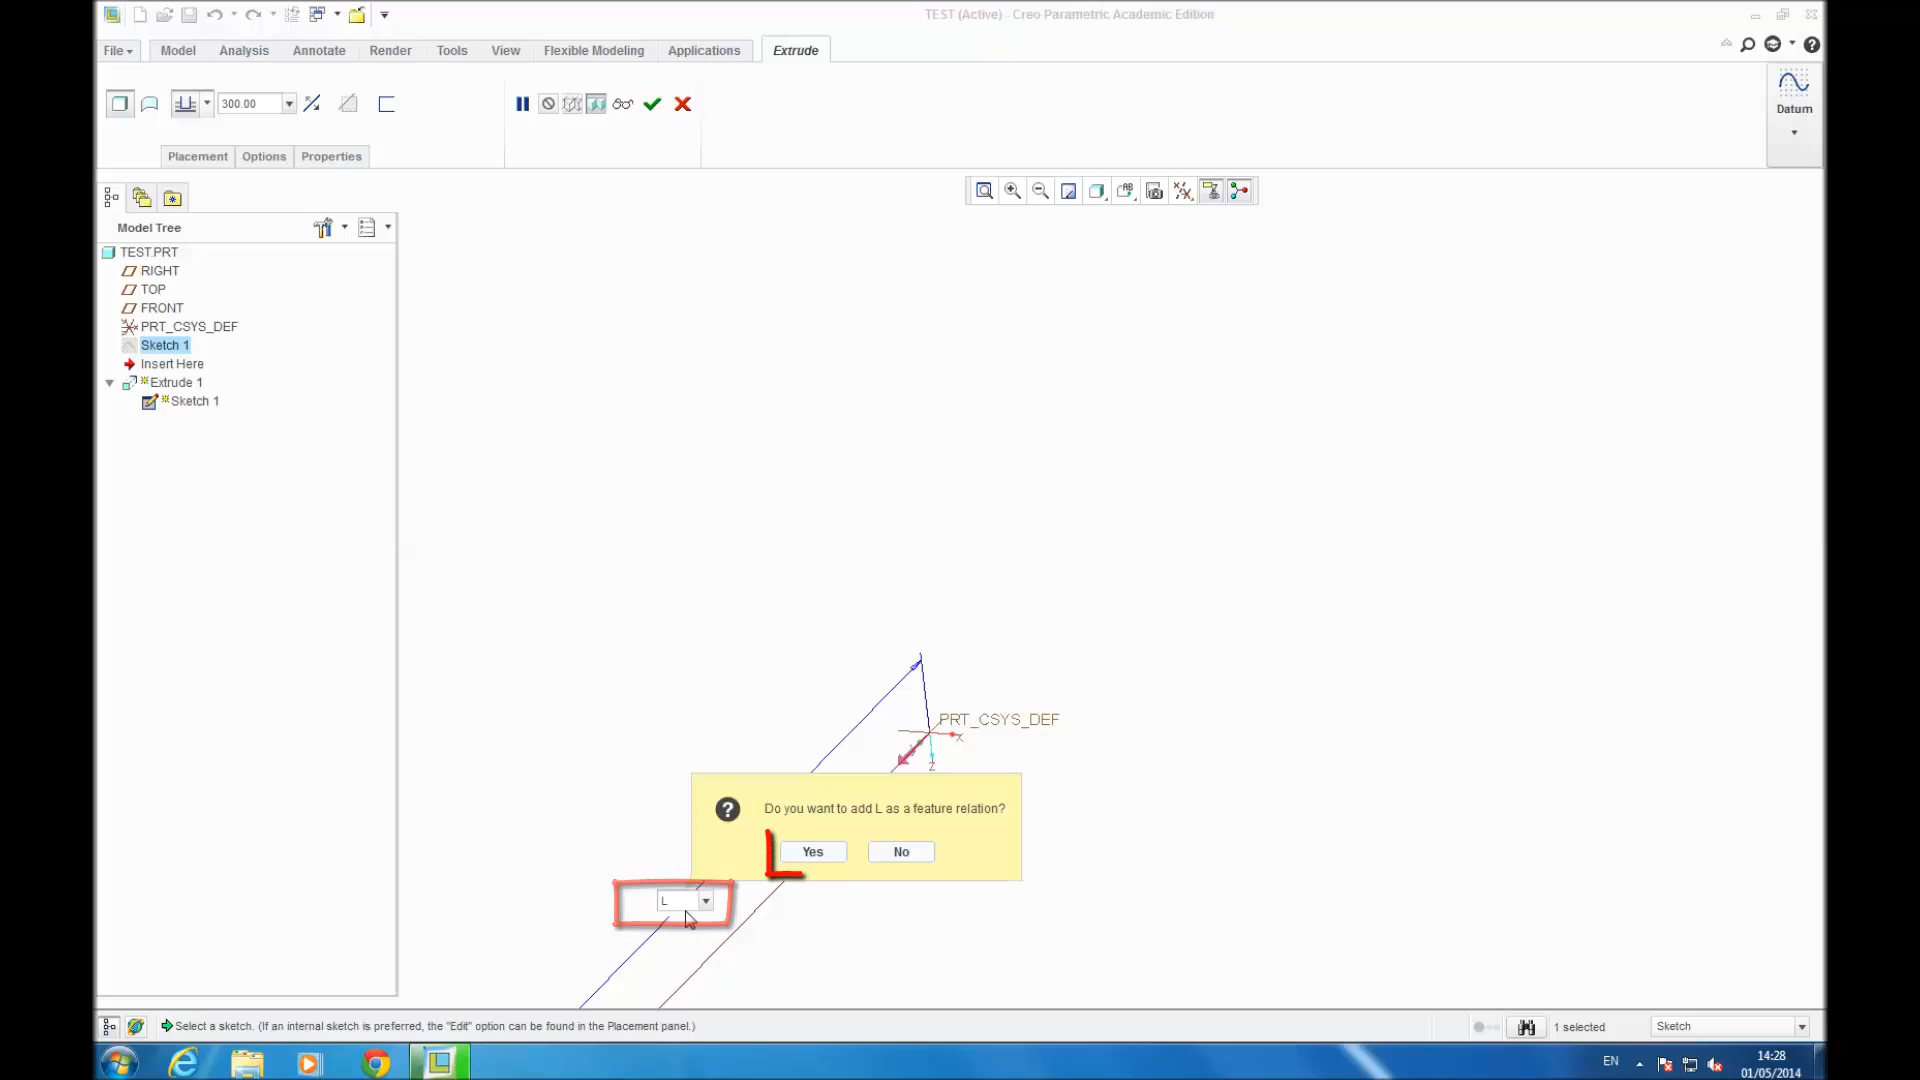 TEST (Active) - Creo Parametric Academic Edition
File Model Analysis Annotate Render Tools View Flexible Modeling Applications Extrude
300.00
Datum
Placement Options Properties
Model Tree
TEST.PRT
RIGHT
TOP
FRONT
PRT_CSYS_DEF
Sketch 1
Insert Here
Extrude 1
Sketch 1
PRT_CSYS_DEF
X
Z
Do you want to add L as a feature relation?
Yes No
L
Select a sketch. (If an internal sketch is preferred, the "Edit" option can be found in the Placement panel.)
1 selected
Sketch
EN
14:28
01/05/2014